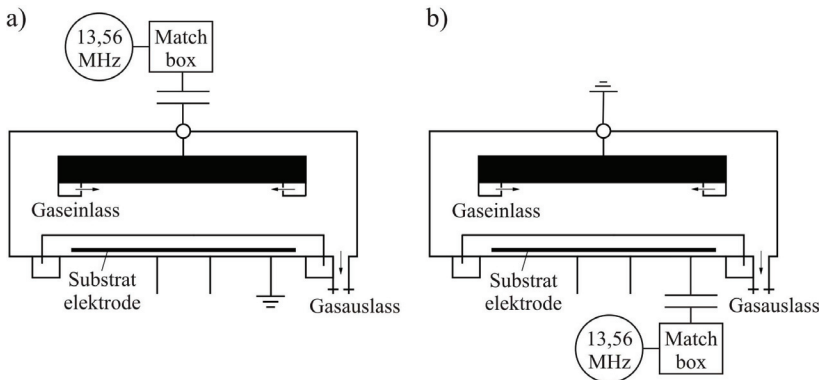 a)
13,56
MHz
Match
box
Gaseinlass
Substrat
elektrode
Gasauslass
b)
Gaseinlass
Substrat
elektrode
Gasauslass
13,56
MHz
Match
box